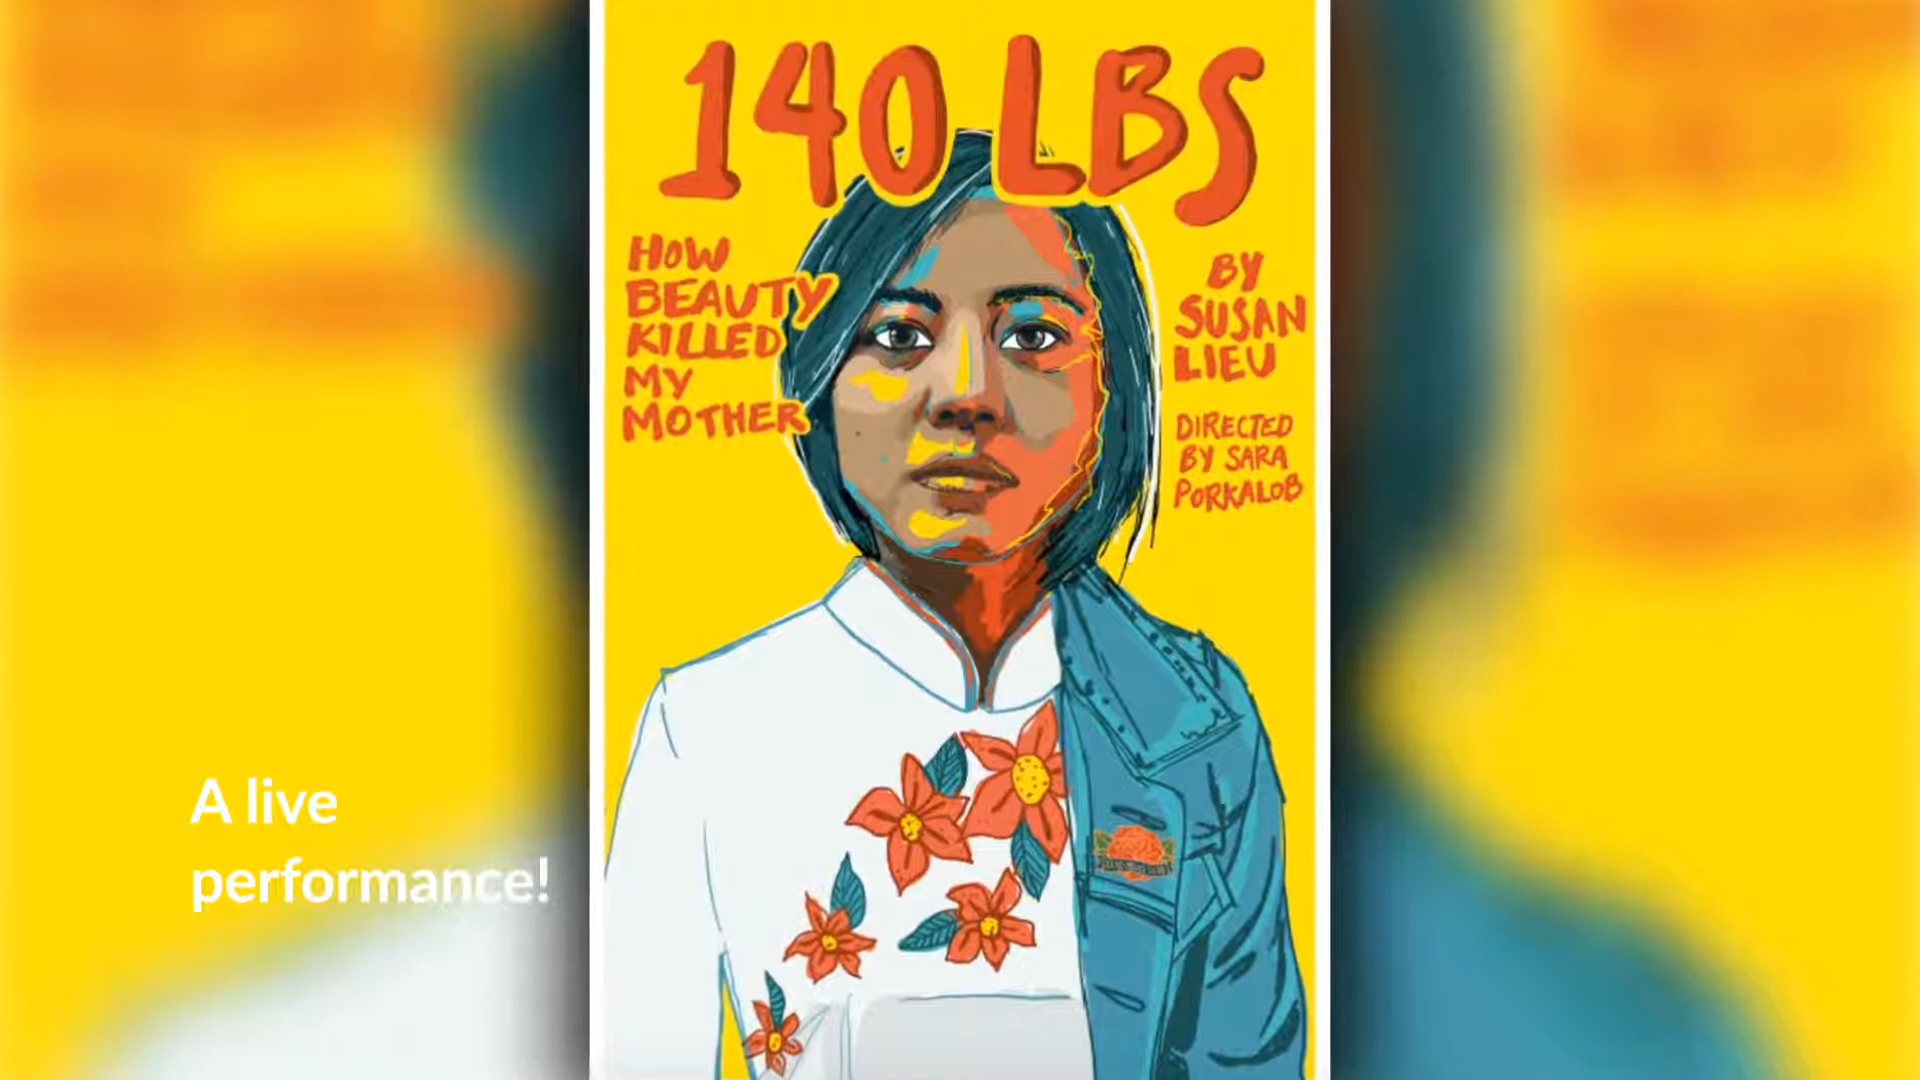 140 LBS
HOW
BEAUTY
KILLED
MY
MOTHER
BY
SUSAN
LIEU
DIRECTED
BY SARA
PORKALOB
A live
performance!